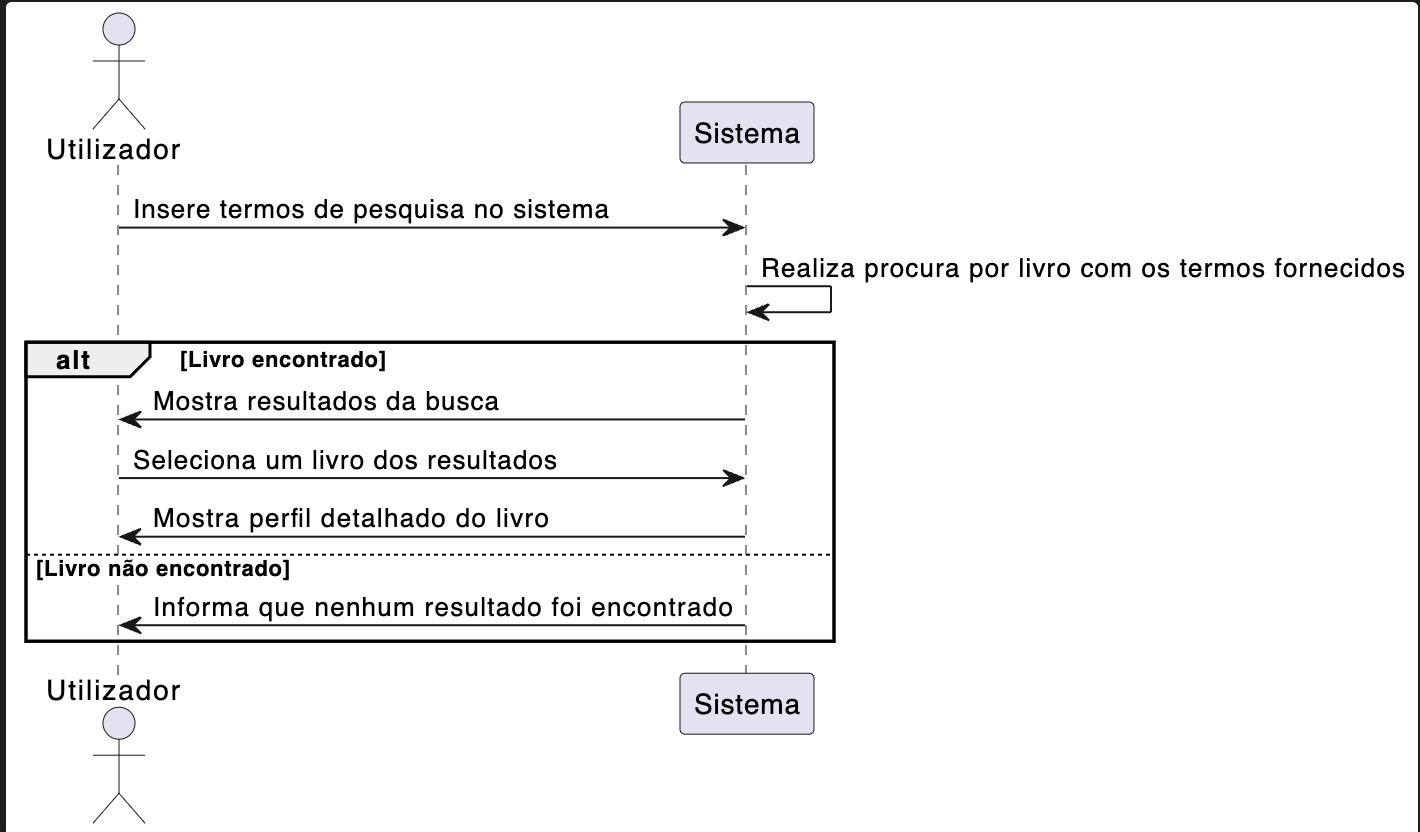 Utilizador
Sistema
Insere termos de pesquisa no sistema
Realiza procura por livro com os termos fornecidos
alt [Livro encontrado]
Mostra resultados da busca
Seleciona um livro dos resultados
Mostra perfil detalhado do livro
[Livro não encontrado]
Informa que nenhum resultado foi encontrado
Utilizador
Sistema